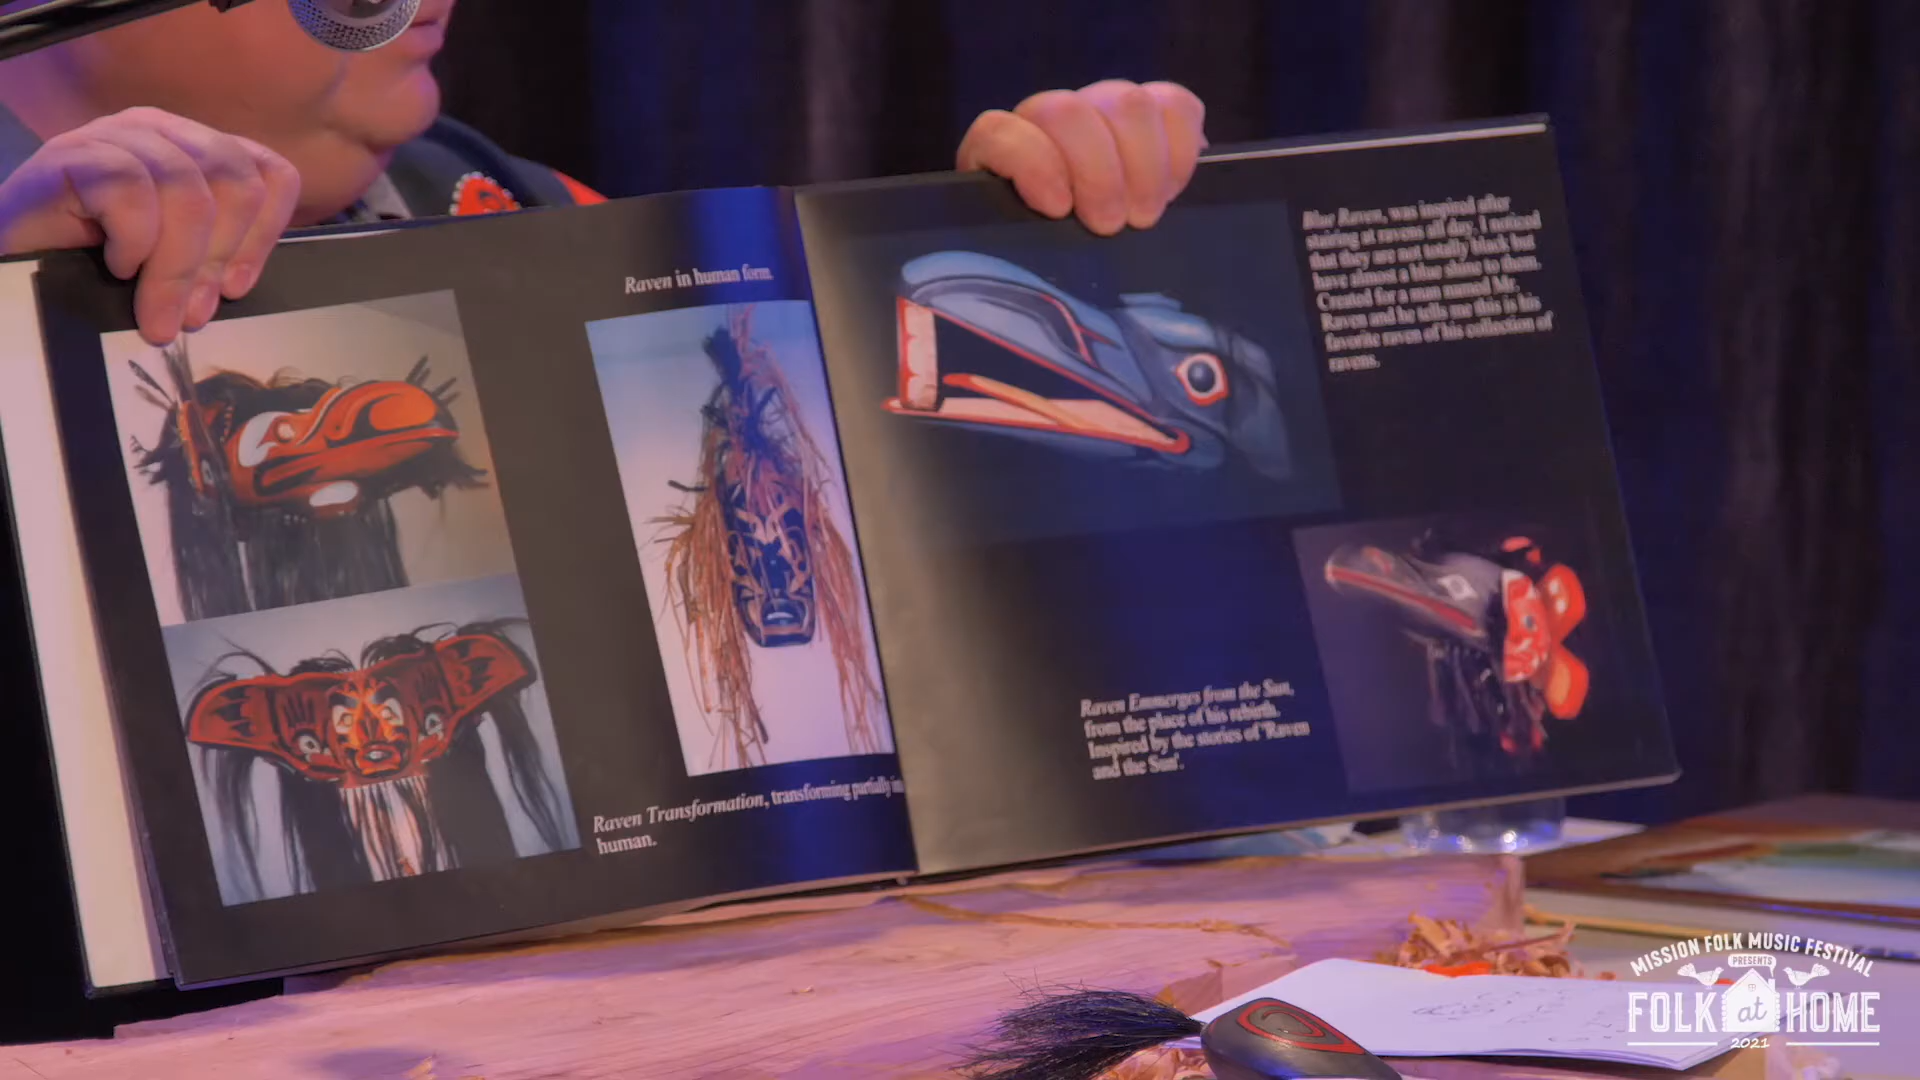 Raven in human form.
Raven Transformation, transforming partially in
human.
Blue Raven, was inspired after
staring at ravens all day. I noticed
that they are not totally black but
have almost a blue shine to them.
Created for a man named Mr.
Raven and he tells me this is his
favorite raven of his collection of
ravens.
Raven Emmerges from the Sun,
from the place of his rebirth.
Inspired by the stories of 'Raven
and the Sun'.
MISSION FOLK MUSIC FESTIVAL
PRESENTS
FOLK at HOME
2021